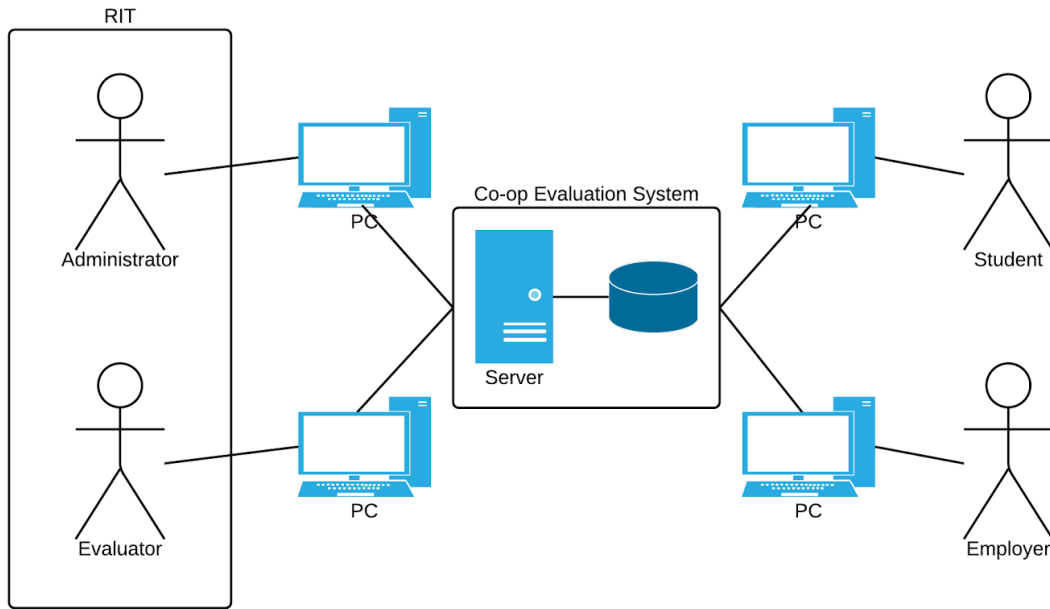 RIT
Administrator
PC
Co-op Evaluation System
Server
PC
Student
Evaluator
PC
PC
Employer